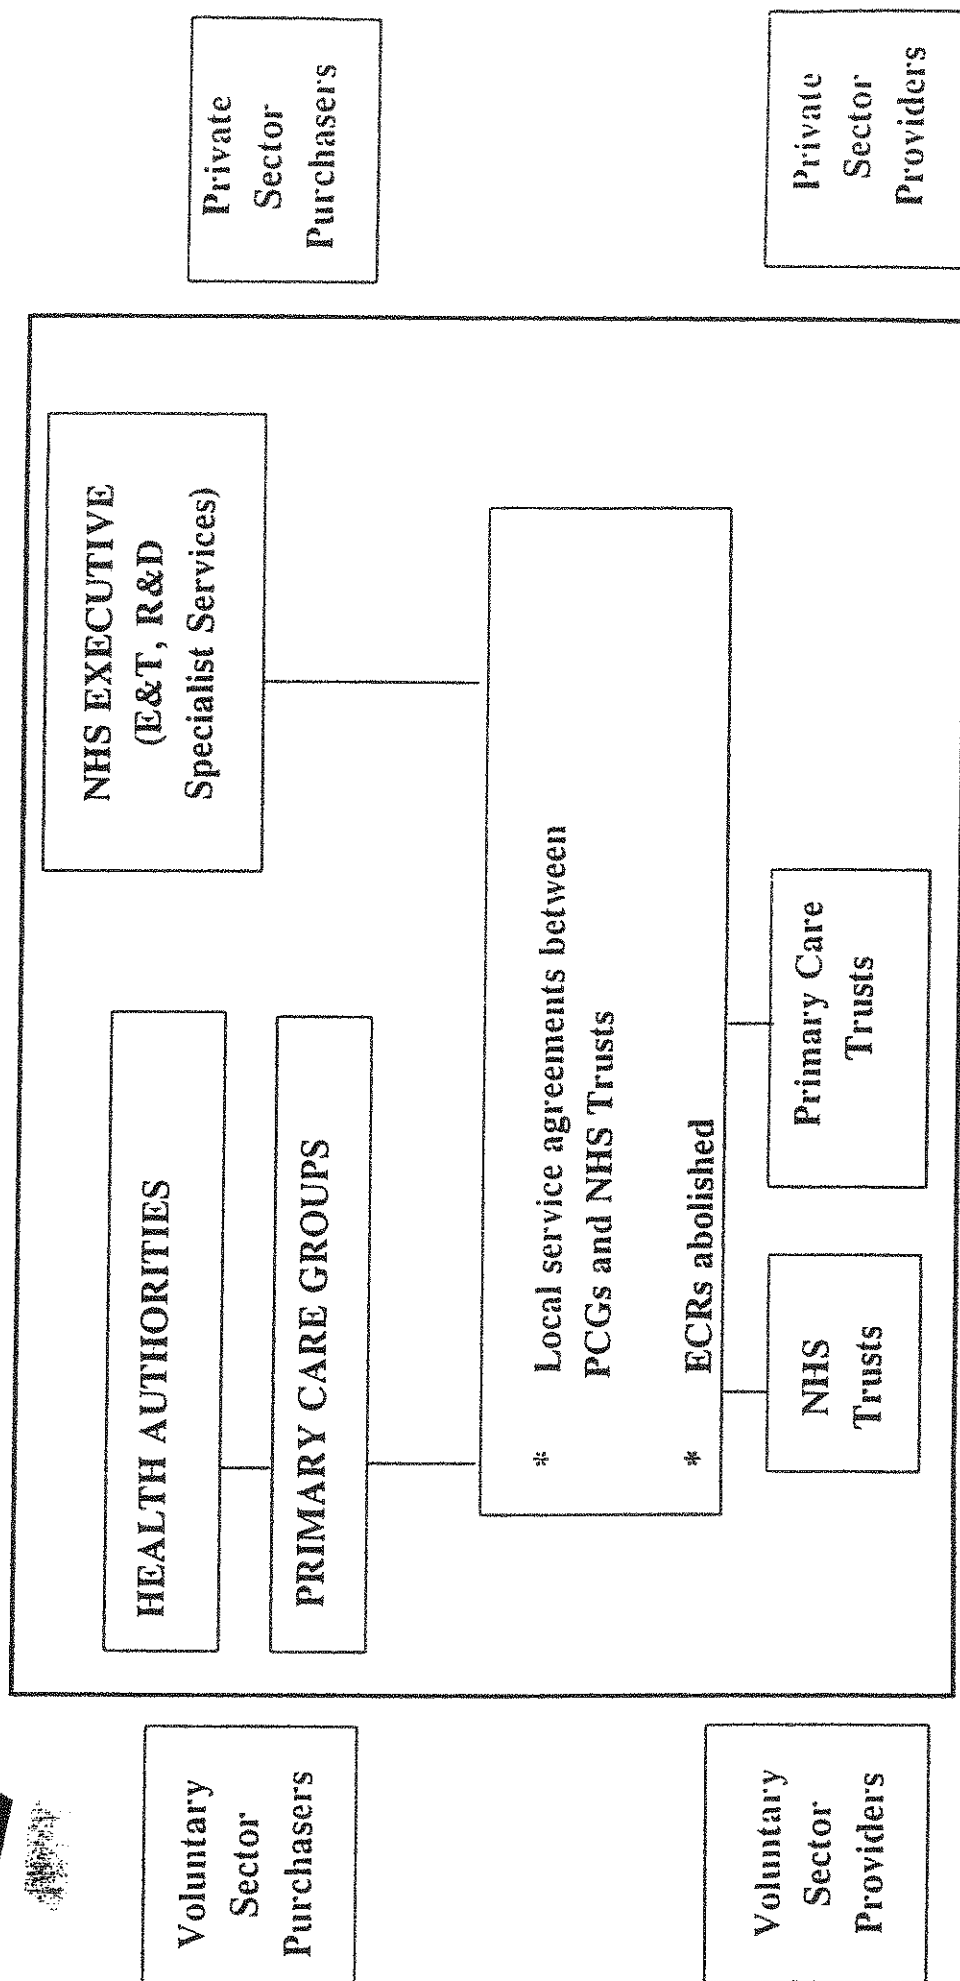 Voluntary
Sector
Purchasers
HEALTH AUTHORITIES
PRIMARY CARE GROUPS
NHS EXECUTIVE
(E&T, R&D
Specialist Services)
Private
Sector
Purchasers
* Local service agreements between
PCGs and NHS Trusts
* ECRs abolished
Voluntary
Sector
Providers
NHS
Trusts
Primary Care
Trusts
Private
Sector
Providers